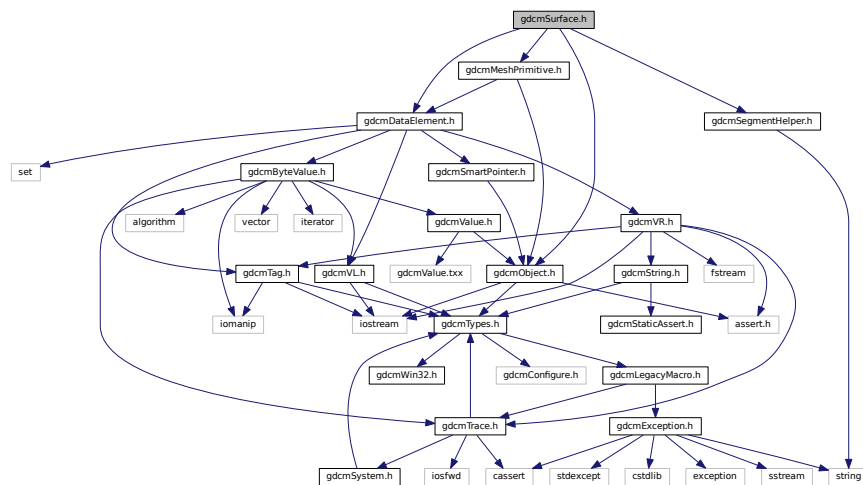 gdcmSurface.h
gdcmMeshPrimitive.h
gdcmDataElement.h
gdcmSegmentHelper.h
set
gdcmByteValue.h
gdcmSmartPointer.h
algorithm
vector
iterator
gdcmValue.h
gdcmVR.h
gdcmTag.h
gdcmVL.h
gdcmValue.txx
gdcmObject.h
gdcmString.h
fstream
iomanip
iostream
gdcmTypes.h
gdcmStaticAssert.h
assert.h
gdcmWin32.h
gdcmConfigure.h
gdcmLegacyMacro.h
gdcmTrace.h
gdcmException.h
gdcmSystem.h
iosfwd
cassert
stdexcept
cstdlib
exception
sstream
string